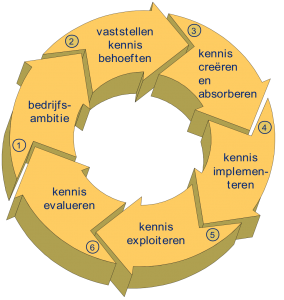 1
bedrijfs-
ambitie
2
vaststellen
kennis
behoeften
3
kennis
creëren
en
absorberen
4
kennis
implemen-
teren
5
kennis
exploiteren
6
kennis
evalueren